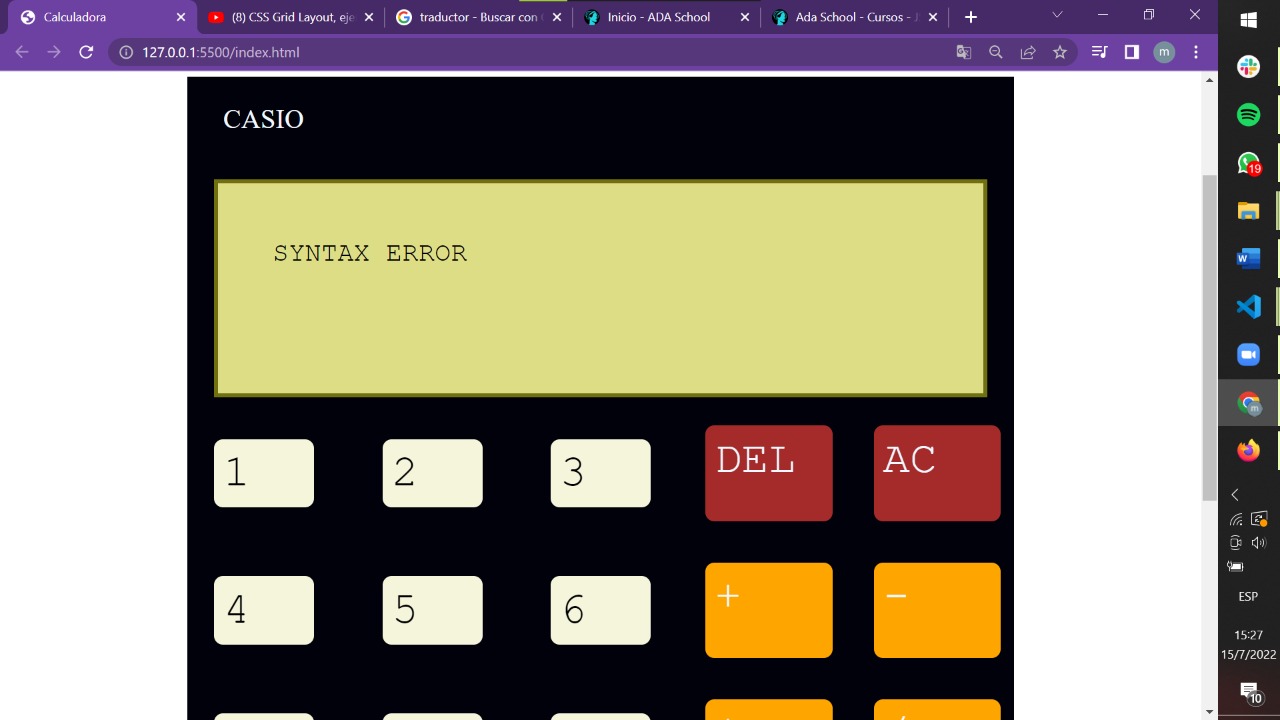 Calculadora
(8) CSS Grid Layout, eje
traductor - Buscar con
Inicio - ADA School
Ada School - Cursos -
127.0.0.1:5500/index.html
m
CASIO
SYNTAX ERROR
1 2 3 DEL AC
4 5 6 + -
19
W
m
ESP
15:27
15/7/2022
10